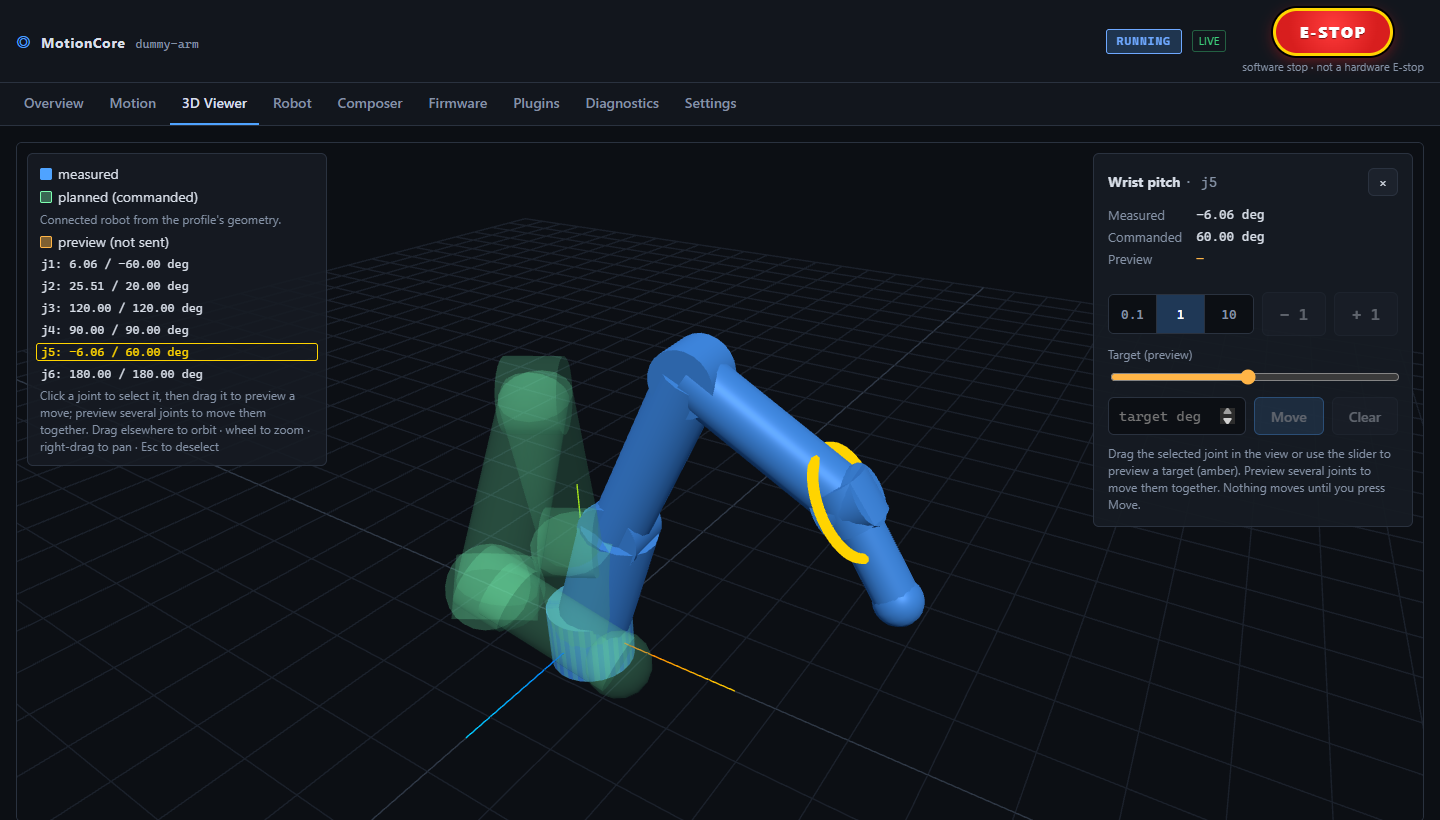 MotionCore dummy-arm
RUNNING LIVE E-STOP
software stop · not a hardware E-stop
Overview Motion 3D Viewer Robot Composer Firmware Plugins Diagnostics Settings
measured
planned (commanded)
Connected robot from the profile's geometry.
preview (not sent)
j1: 6.06 / −60.00 deg
j2: 25.51 / 20.00 deg
j3: 120.00 / 120.00 deg
j4: 90.00 / 90.00 deg
j5: −6.06 / 60.00 deg
j6: 180.00 / 180.00 deg
Click a joint to select it, then drag it to preview a
move; preview several joints to move them
together. Drag elsewhere to orbit · wheel to zoom ·
right-drag to pan · Esc to deselect
Wrist pitch · j5 ×
Measured −6.06 deg
Commanded 60.00 deg
Preview —
0.1 1 10 − 1 + 1
Target (preview)
target deg Move Clear
Drag the selected joint in the view or use the slider to
preview a target (amber). Preview several joints to
move them together. Nothing moves until you press
Move.